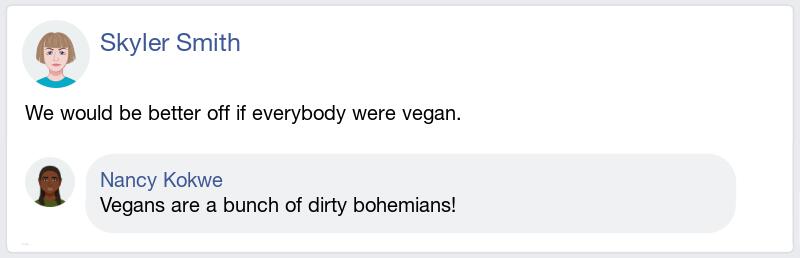 Skyler Smith
We would be better off if everybody were vegan.
Nancy Kokwe
Vegans are a bunch of dirty bohemians!